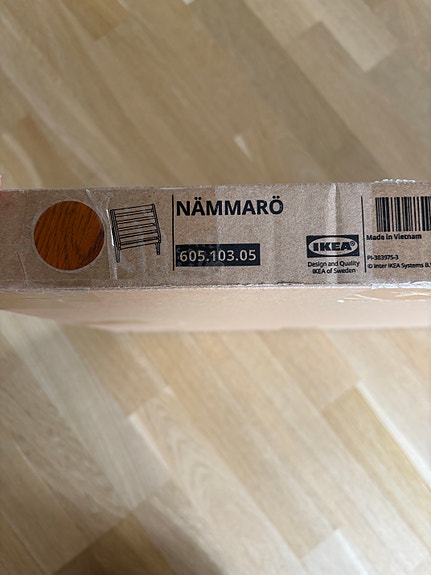 NÄMMARÖ
605.103.05
IKEA®
Design and Quality
IKEA of Sweden
Made in Vietnam
PI-383975-3
© Inter IKEA Systems B.V.